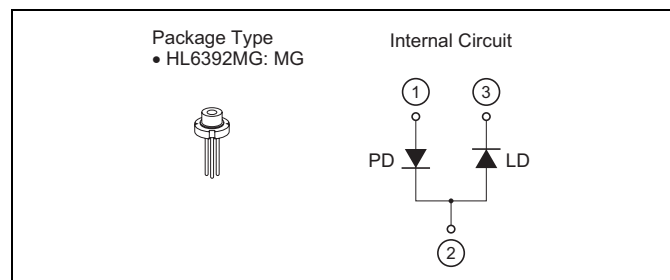 Package Type
• HL6392MG: MG
Internal Circuit
1
3
PD
LD
2